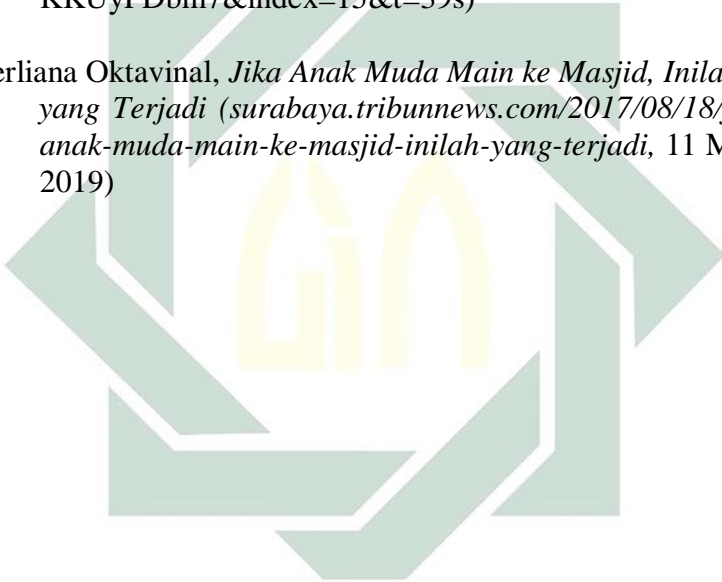 KRUyPDbm7&index=15&t=39s)
erliana Oktavinal, Jika Anak Muda Main ke Masjid, Inila
yang Terjadi (surabaya.tribunnews.com/2017/08/18/
anak-muda-main-ke-masjid-inilah-yang-terjadi, 11 M
2019)